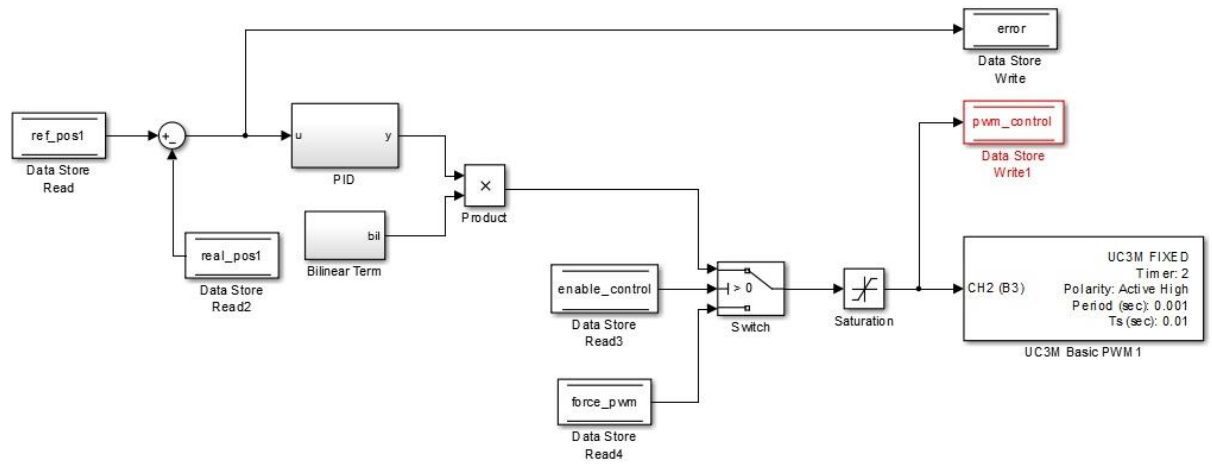 error
Data Store
Write
ref_pos1
Data Store
Read
+
-
u
y
PID
pwm_control
Data Store
Write1
×
Product
bil
Bilinear Term
real_pos1
Data Store
Read2
enable_control
Data Store
Read3
> 0
Switch
Saturation
CH2 (B3)
UC3M FIXED
Timer: 2
Polarity: Active High
Period (sec): 0.001
Ts (sec): 0.01
UC3M Basic PWM1
force_pwm
Data Store
Read4